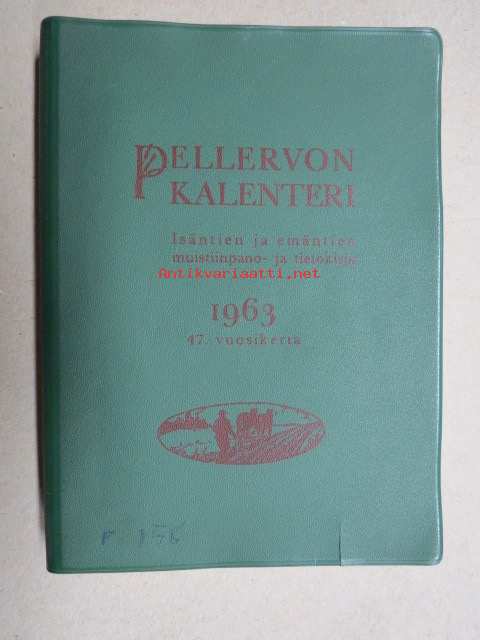 PELLERVON
KALENTERI
Isäntien ja emäntien
muistiinpano- ja tietokirja
Antikvariaatti.net
1963
47. vuosikerta